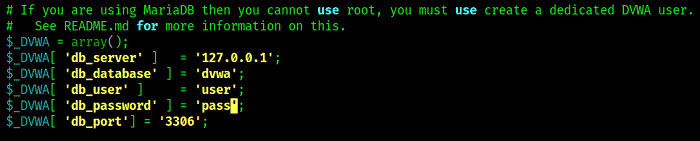 # If you are using MariaDB then you cannot use root, you must use create a dedicated DVWA user.
#   See README.md for more information on this.
$_DVWA = array();
$_DVWA[ 'db_server' ]   = '127.0.0.1';
$_DVWA[ 'db_database' ] = 'dvwa';
$_DVWA[ 'db_user' ]     = 'user';
$_DVWA[ 'db_password' ] = 'pass';
$_DVWA[ 'db_port'] = '3306';